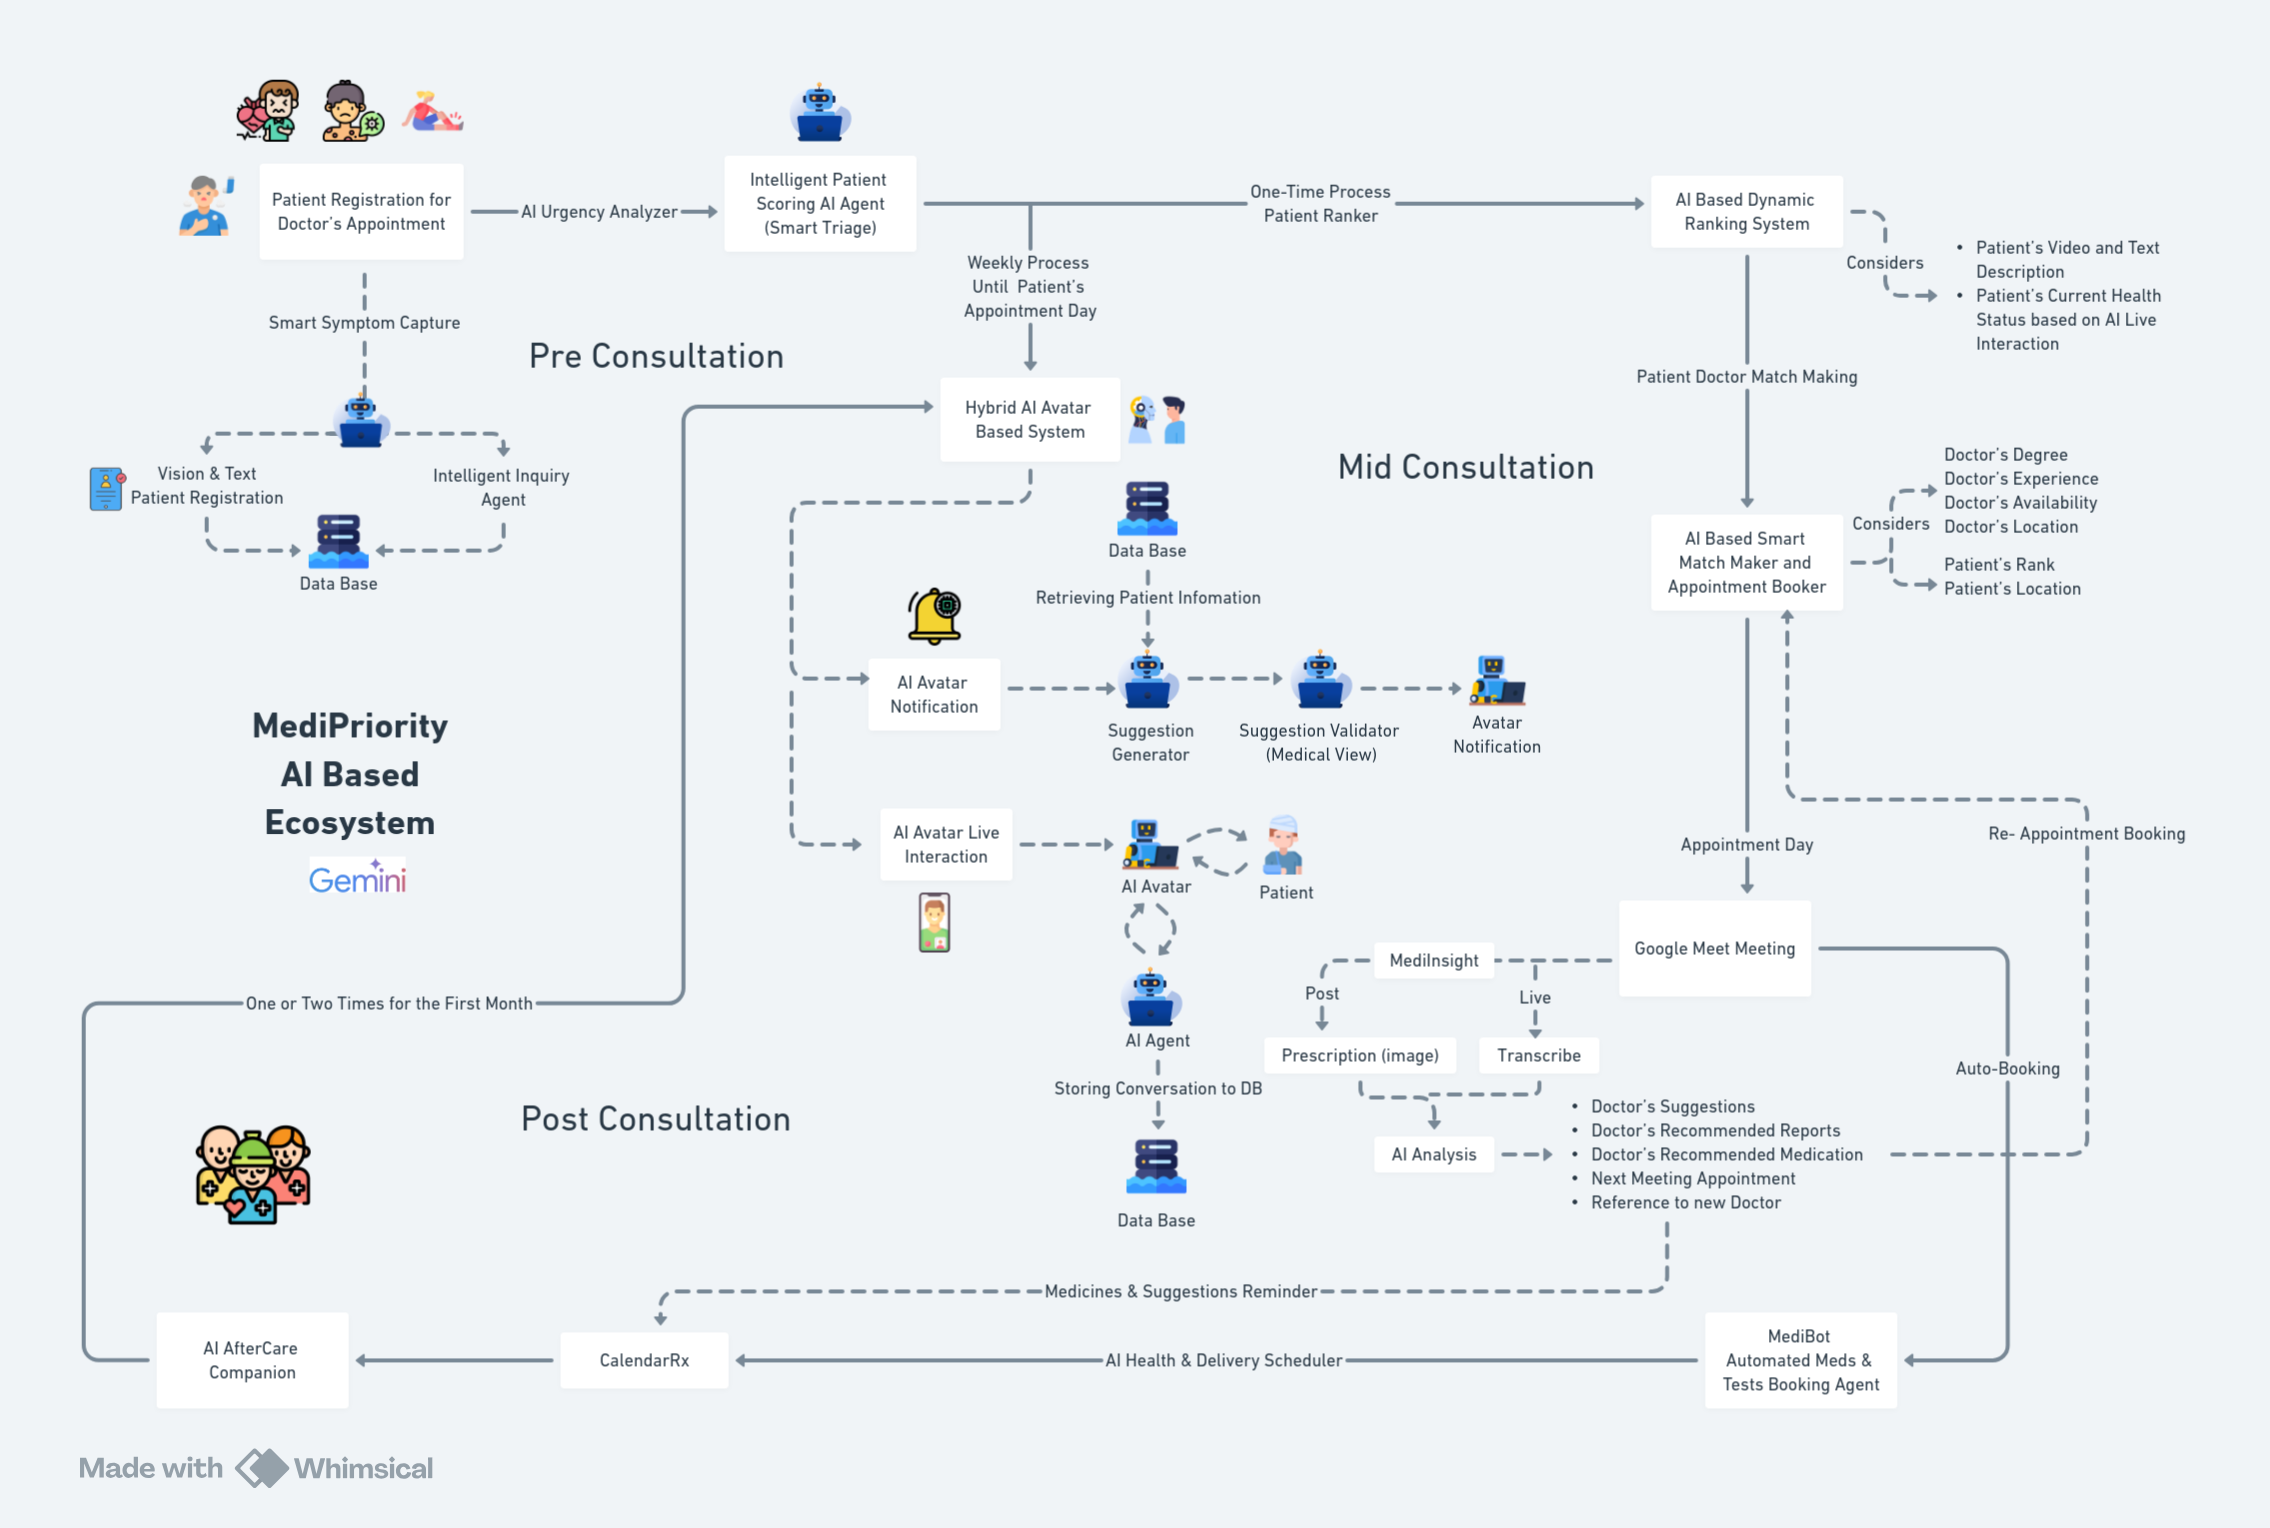 Patient Registration for
Doctor's Appointment
AI Urgency Analyzer
Intelligent Patient
Scoring AI Agent
(Smart Triage)
One-Time Process
Patient Ranker
AI Based Dynamic
Ranking System
Considers
• Patient's Video and Text
Description
• Patient's Current Health
Status based on AI Live
Interaction
Weekly Process
Until Patient's
Appointment Day
Smart Symptom Capture
Pre Consultation
Vision & Text
Patient Registration
Intelligent Inquiry
Agent
Data Base
Hybrid AI Avatar
Based System
Patient Doctor Match Making
Mid Consultation
Data Base
Retrieving Patient Infomation
AI Based Smart
Match Maker and
Appointment Booker
Considers
Doctor's Degree
Doctor's Experience
Doctor's Availability
Doctor's Location
Patient's Rank
Patient's Location
AI Avatar
Notification
Suggestion
Generator
Suggestion Validator
(Medical View)
Avatar
Notification
MediPriority
AI Based
Ecosystem
Gemini
AI Avatar Live
Interaction
AI Avatar
Patient
AI Agent
Storing Conversation to DB
Data Base
Appointment Day
Re- Appointment Booking
Google Meet Meeting
MediInsight
Post
Live
Prescription (image)
Transcribe
AI Analysis
• Doctor's Suggestions
• Doctor's Recommended Reports
• Doctor's Recommended Medication
• Next Meeting Appointment
• Reference to new Doctor
Auto-Booking
One or Two Times for the First Month
Post Consultation
Medicines & Suggestions Reminder
AI AfterCare
Companion
CalendarRx
AI Health & Delivery Scheduler
MediBot
Automated Meds &
Tests Booking Agent
Made with Whimsical